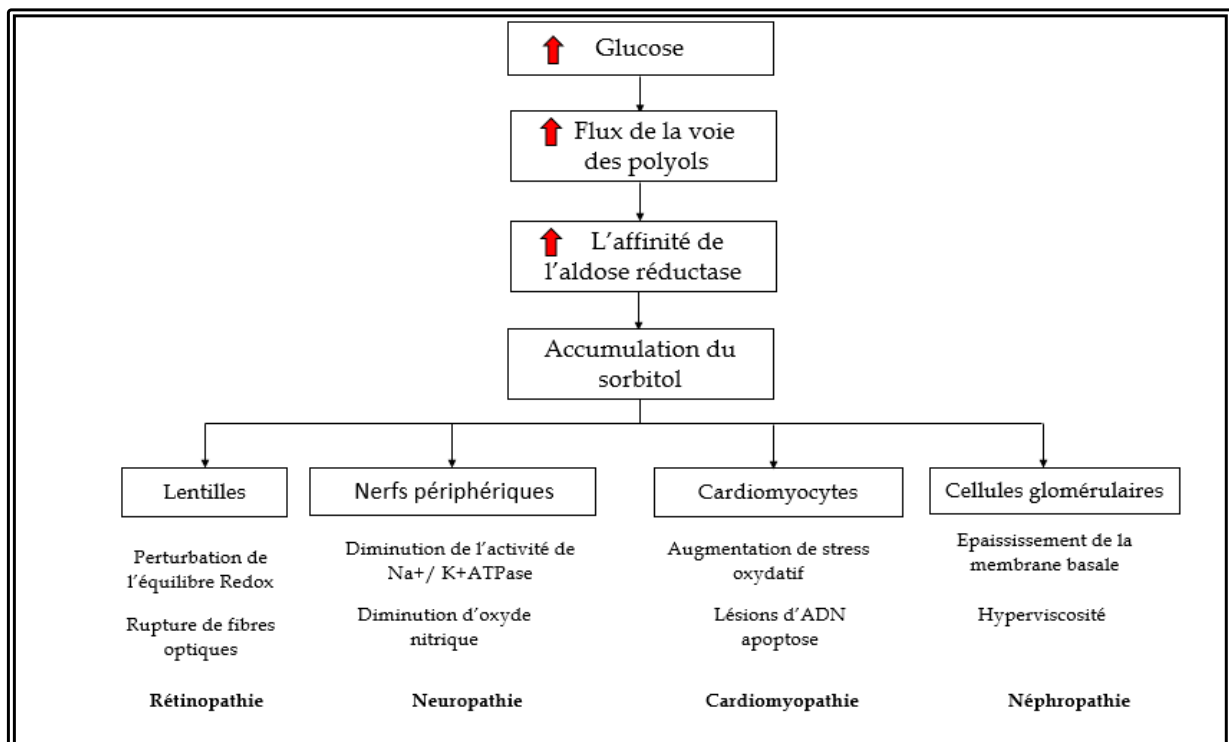 Glucose
Flux de la voie
des polyols
L'affinité de
l'aldose réductase
Accumulation du
sorbitol
Lentilles
Perturbation de
l'équilibre Redox
Rupture de fibres
optiques
Rétinopathie
Nerfs périphériques
Diminution de l'activité de
Na+/ K+ATPase
Diminution d'oxyde
nitrique
Neuropathie
Cardiomyocytes
Augmentation de stress
oxydatif
Lésions d'ADN
apoptose
Cardiomyopathie
Cellules glomérulaires
Epaississement de la
membrane basale
Hyperviscosité
Néphropathie